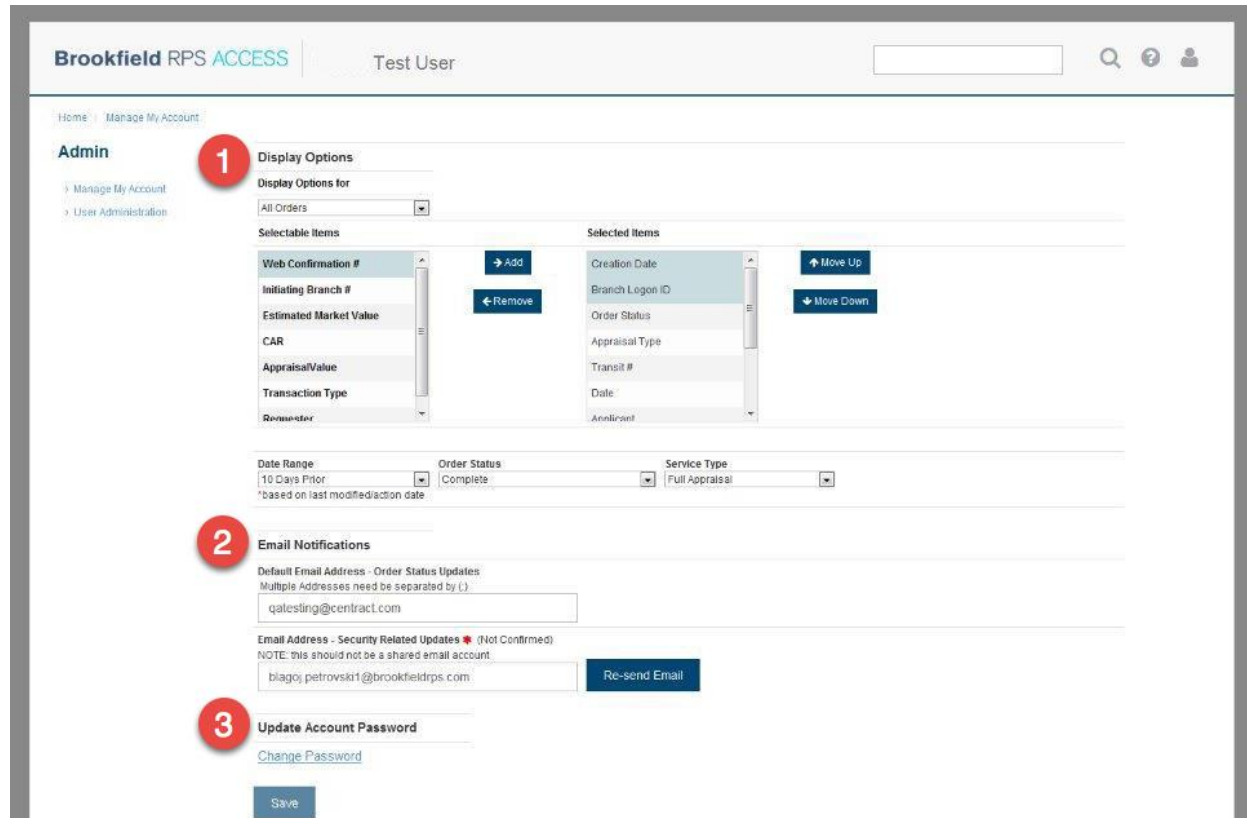 Brookfield RPS ACCESS
Test User
Home / Manage My Account
Admin
› Manage My Account
› User Administration
1
Display Options
Display Options for
All Orders
Selectable Items
Selected Items
Web Confirmation #
Initiating Branch #
Estimated Market Value
CAR
AppraisalValue
Transaction Type
Requester
→ Add
← Remove
Creation Date
Branch Logon ID
Order Status
Appraisal Type
Transit #
Date
Applicant
↑ Move Up
↓ Move Down
Date Range
Order Status
Service Type
10 Days Prior
Complete
Full Appraisal
*based on last modified/action date
2
Email Notifications
Default Email Address - Order Status Updates
Multiple Addresses need be separated by (;)
qatesting@centract.com
Email Address - Security Related Updates * (Not Confirmed)
NOTE: this should not be a shared email account
blagoj.petrovski1@brookfieldrps.com
Re-send Email
3
Update Account Password
Change Password
Save